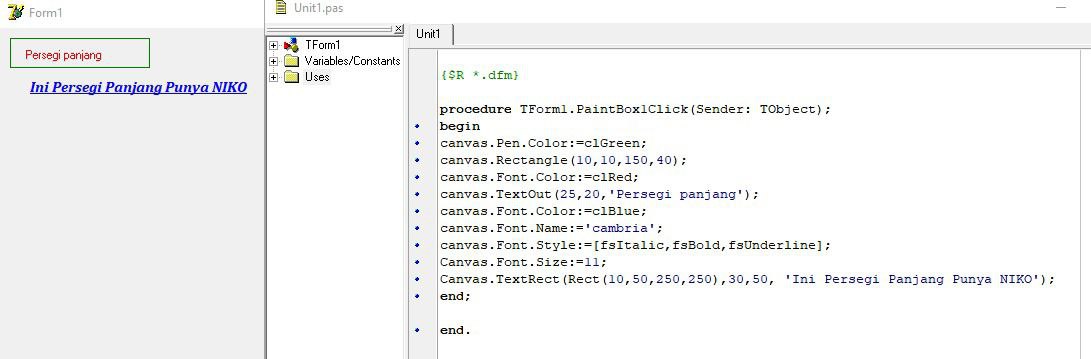 Form1
Persegi panjang
Ini Persegi Panjang Punya NIKO
Unit1.pas
TForm1
Variables/Constants
Uses
Unit1
{$R *.dfm}
procedure TForm1.PaintBox1Click(Sender: TObject);
begin
canvas.Pen.Color:=clGreen;
canvas.Rectangle(10,10,150,40);
canvas.Font.Color:=clRed;
canvas.TextOut(25,20,'Persegi panjang');
canvas.Font.Color:=clBlue;
canvas.Font.Name:='cambria';
canvas.Font.Style:=[fsItalic,fsBold,fsUnderline];
Canvas.Font.Size:=11;
Canvas.TextRect(Rect(10,50,250,250),30,50, 'Ini Persegi Panjang Punya NIKO');
end;
end.